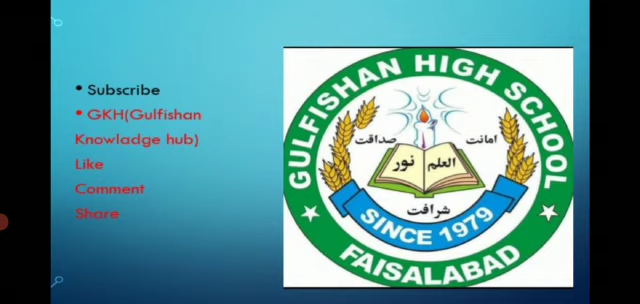 • Subscribe
• GKH(Gulfishan
Knowladge hub)
Like
Comment
Share
GULFISHAN HIGH SCHOOL
صداقت
امانت
العلم نور
شرافت
SINCE 1979
FAISALABAD